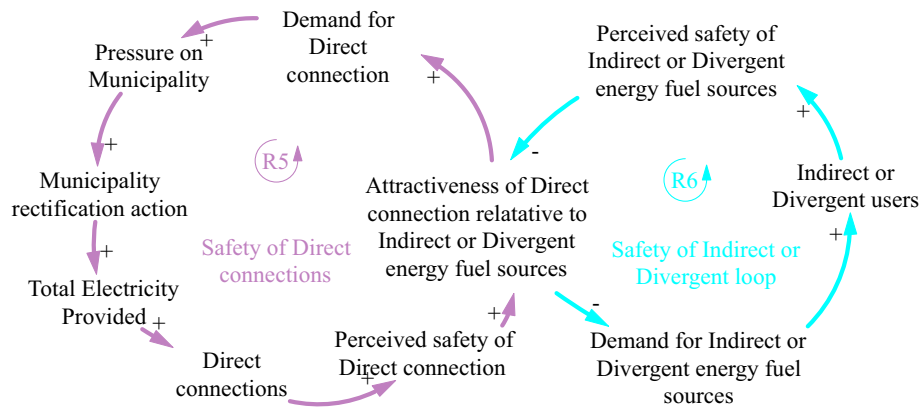 Demand for
Direct
connection
+
Pressure on
Municipality
+
Municipality
rectification action
+
Total Electricity
Provided
+
Direct
connections
+
Perceived safety of
Direct connection
+
Attractiveness of Direct
connection relatative to
Indirect or Divergent
energy fuel sources
+
R5
Safety of Direct
connections
Perceived safety of
Indirect or Divergent
energy fuel sources
-
+
Indirect or
Divergent users
+
R6
Safety of Indirect or
Divergent loop
-
Demand for Indirect or
Divergent energy fuel
sources